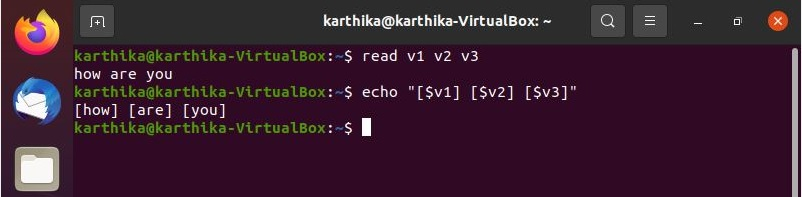 karthika@karthika-VirtualBox: ~
karthika@karthika-VirtualBox:~$ read v1 v2 v3
how are you
karthika@karthika-VirtualBox:~$ echo "[$v1] [$v2] [$v3]"
[how] [are] [you]
karthika@karthika-VirtualBox:~$